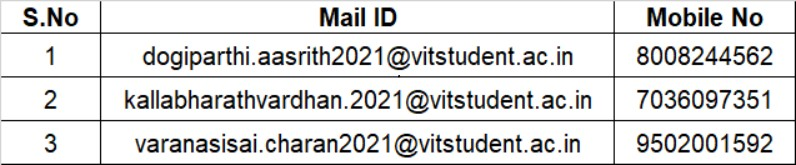 S.No Mail ID Mobile No
1 dogiparthi.aasrith2021@vitstudent.ac.in 8008244562
2 kallabharathvardhan.2021@vitstudent.ac.in 7036097351
3 varanasisai.charan2021@vitstudent.ac.in 9502001592